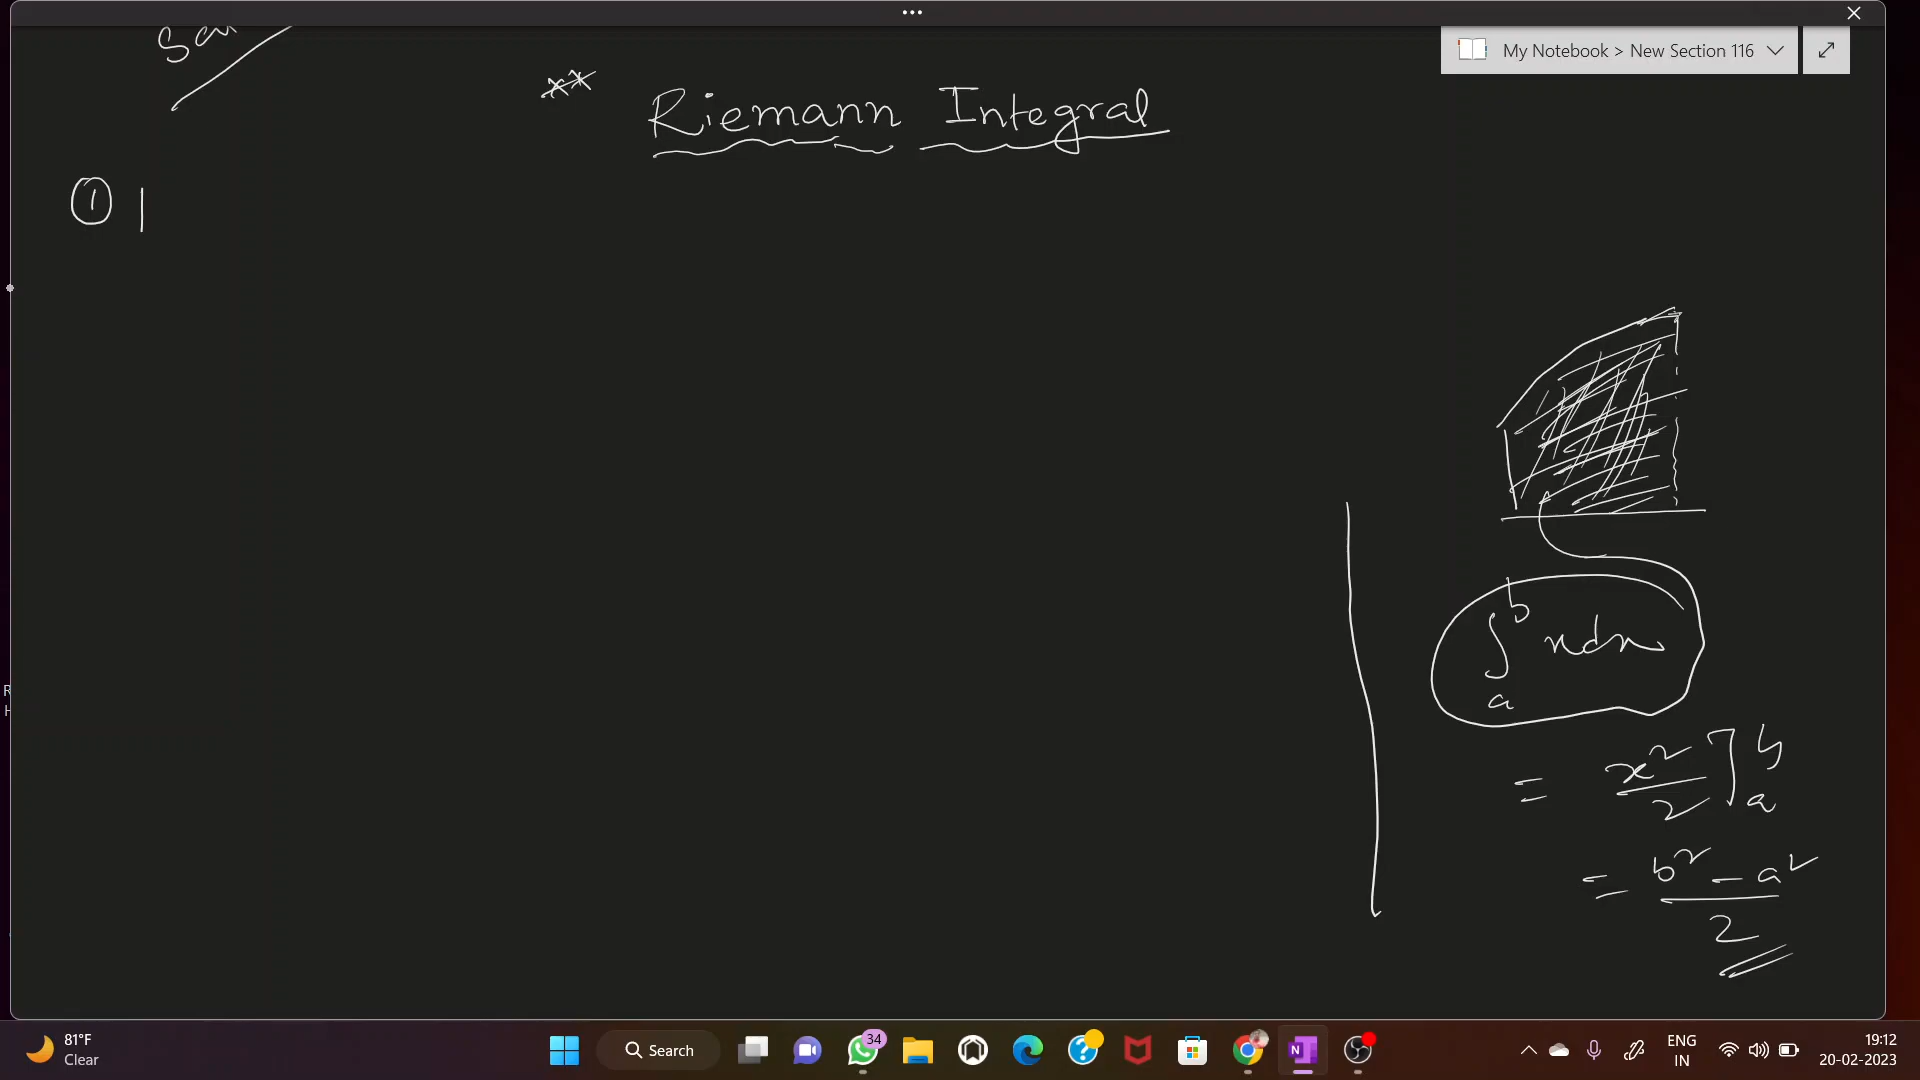 My Notebook > New Section 116
** Riemann Integral
① |
∫ₐᵇ x dx
= x²/2 ]ₐᵇ
= b² - a² / 2
R
H
81°F
Clear
Search
34
ENG
IN
19:12
20-02-2023